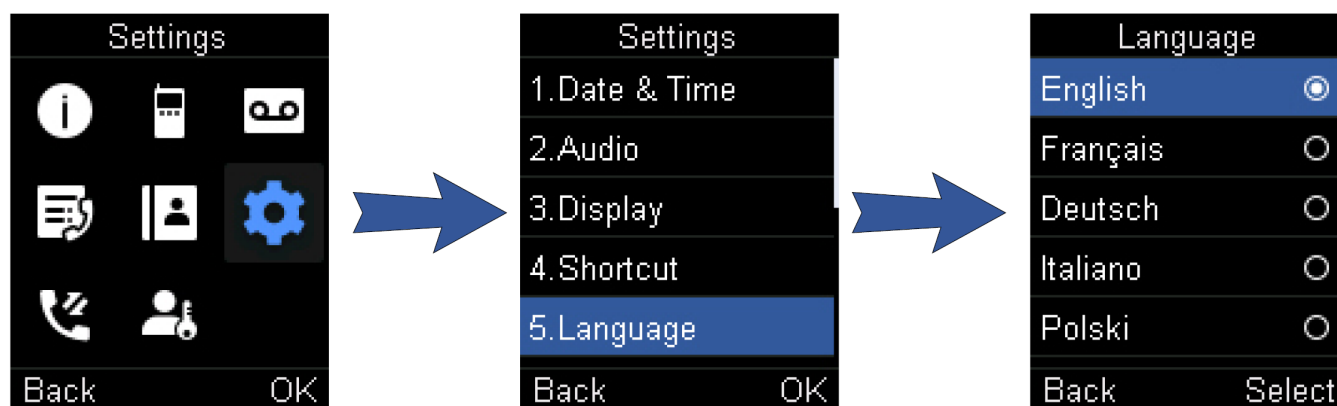 Settings
Back OK
Settings
1.Date & Time
2.Audio
3.Display
4.Shortcut
5.Language
Back OK
Language
English
Français
Deutsch
Italiano
Polski
Back Select